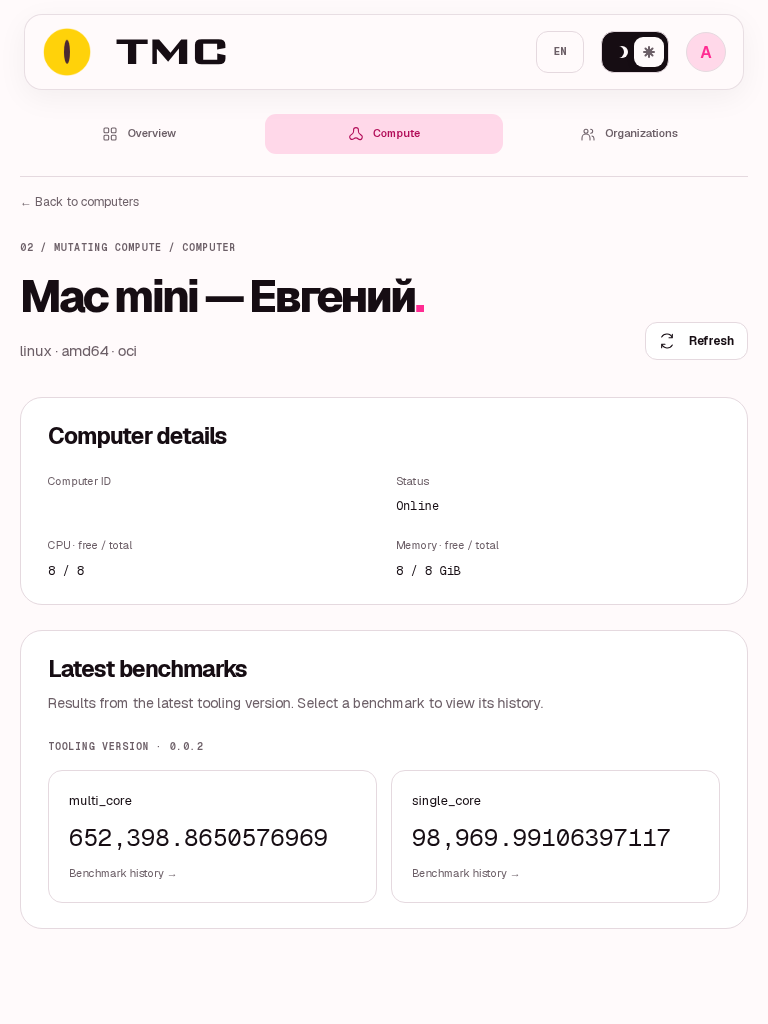 TMC
EN
A
Overview
Compute
Organizations
← Back to computers
02 / MUTATING COMPUTE / COMPUTER
Mac mini — Евгений.
linux · amd64 · oci
Refresh
Computer details
Computer ID
Status
Online
CPU · free / total
Memory · free / total
8 / 8
8 / 8 GiB
Latest benchmarks
Results from the latest tooling version. Select a benchmark to view its history.
TOOLING VERSION · 0.0.2
multi_core
652,398.8650576969
Benchmark history →
single_core
98,969.99106397117
Benchmark history →